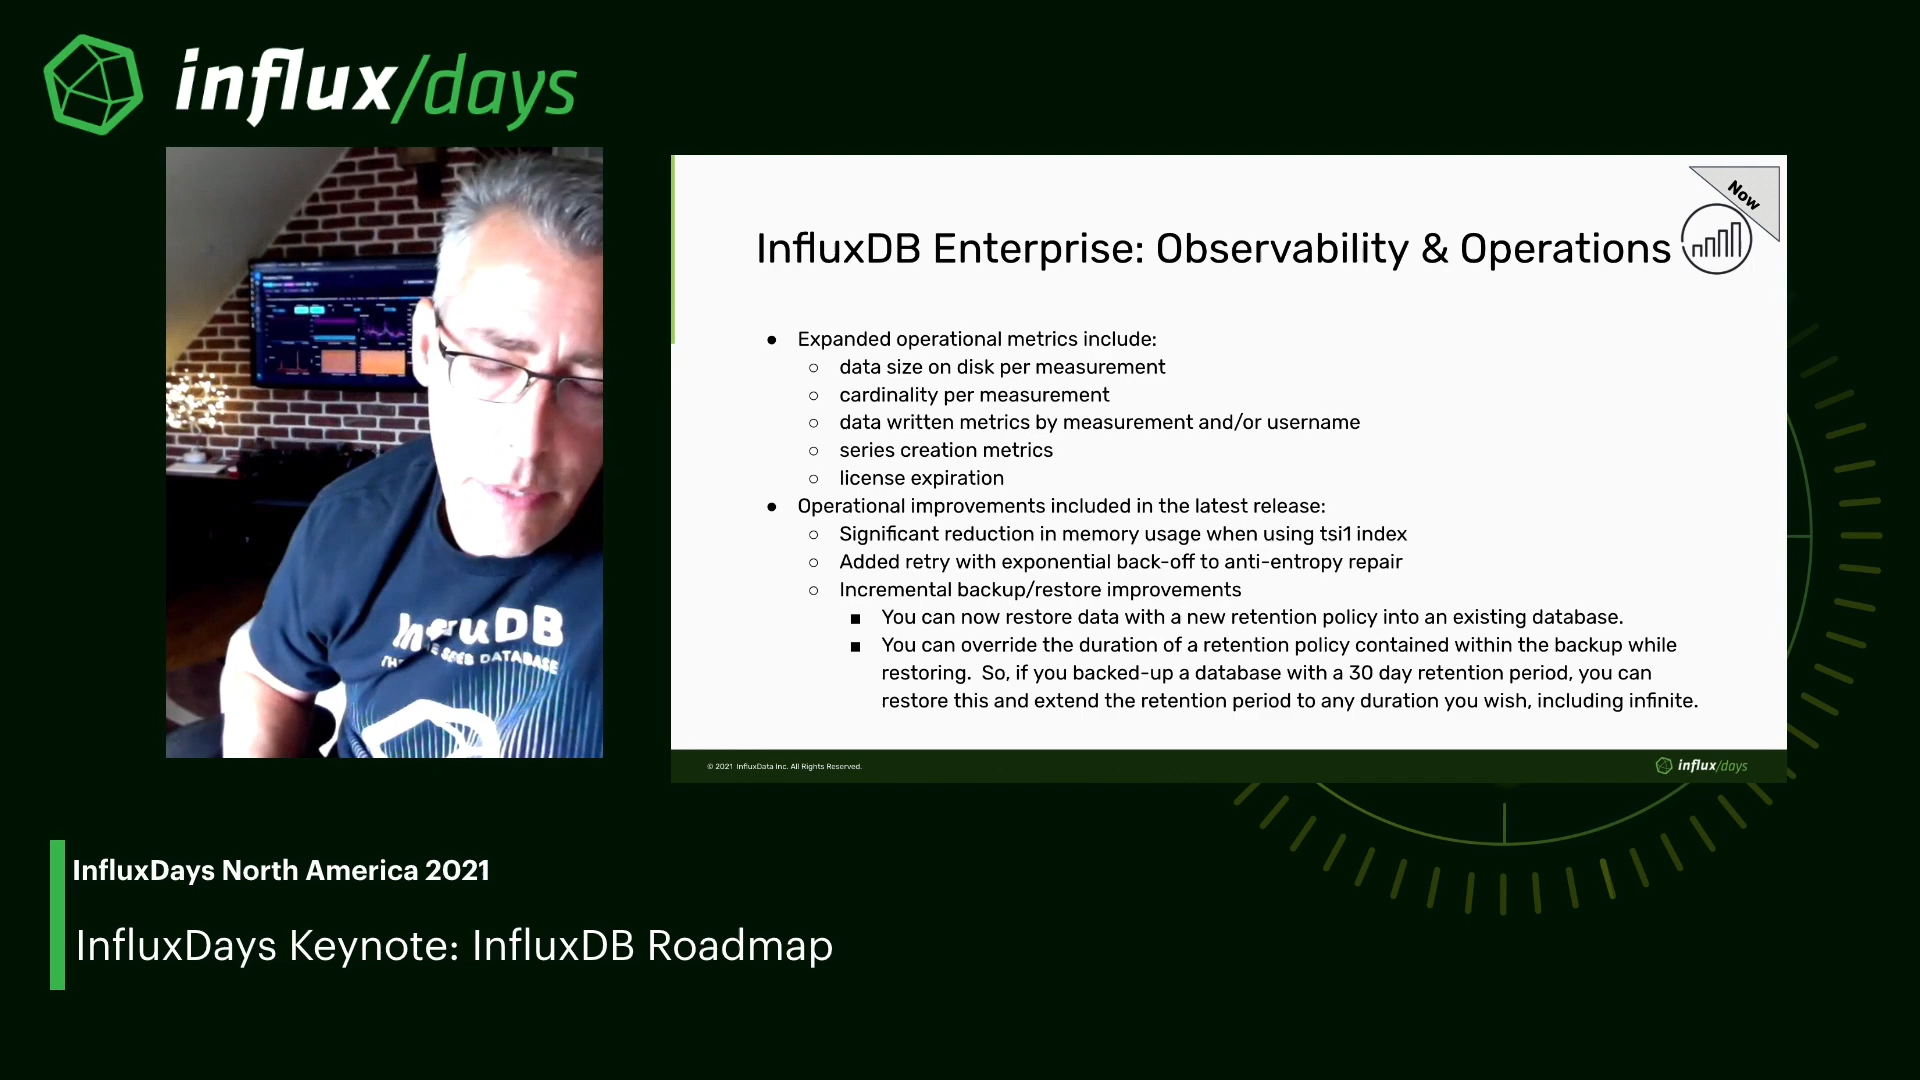 influx/days
Now
InfluxDB Enterprise: Observability & Operations
● Expanded operational metrics include:
○ data size on disk per measurement
○ cardinality per measurement
○ data written metrics by measurement and/or username
○ series creation metrics
○ license expiration
● Operational improvements included in the latest release:
○ Significant reduction in memory usage when using tsi1 index
○ Added retry with exponential back-off to anti-entropy repair
○ Incremental backup/restore improvements
■ You can now restore data with a new retention policy into an existing database.
■ You can override the duration of a retention policy contained within the backup while
restoring. So, if you backed-up a database with a 30 day retention period, you can
restore this and extend the retention period to any duration you wish, including infinite.
© 2021 InfluxData Inc. All Rights Reserved.
influx/days
DB
DATABASE
InfluxDays North America 2021
InfluxDays Keynote: InfluxDB Roadmap